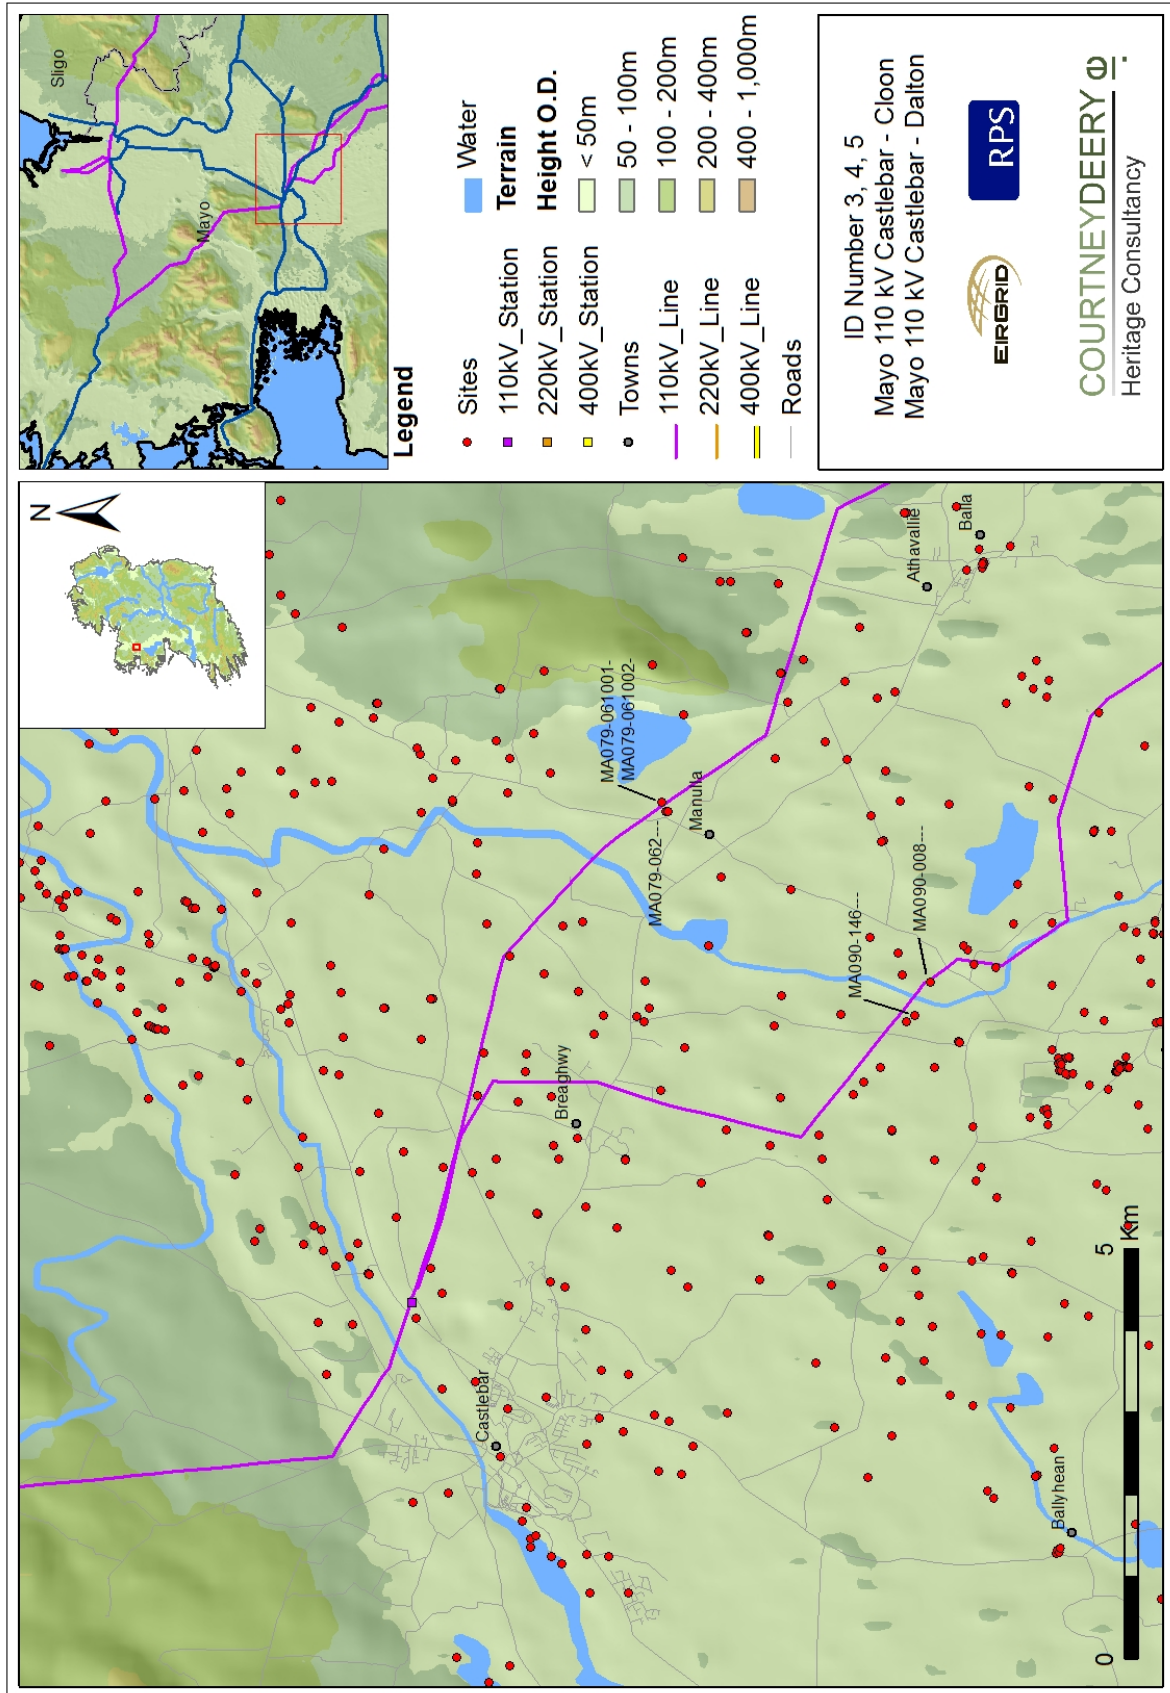 N
MA079-061001-
MA079-061002-
MA079-062---
Manulla
Castlebar
Breaghwy
MA090-146---
MA090-008---
Athavallie
Balla
Ballyhean
0
5
Km
Sligo
Mayo
Legend
Sites
110kV_Station
220kV_Station
400kV_Station
Towns
110kV_Line
220kV_Line
400kV_Line
Roads
Water
Terrain
Height O.D.
< 50m
50 - 100m
100 - 200m
200 - 400m
400 - 1,000m
ID Number 3, 4, 5
Mayo 110 kV Castlebar - Cloon
Mayo 110 kV Castlebar - Dalton
EIRGRID
RPS
COURTNEYDEERY
Heritage Consultancy